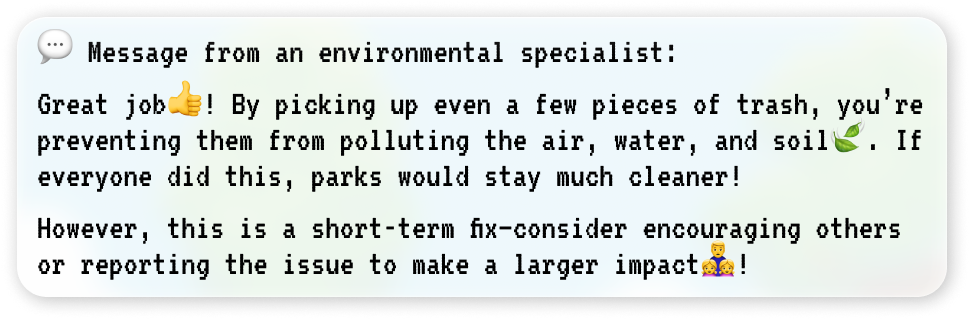 💬 Message from an environmental specialist:
Great job👍! By picking up even a few pieces of trash, you’re
preventing them from polluting the air, water, and soil🍃. If
everyone did this, parks would stay much cleaner!
However, this is a short-term fix–consider encouraging others
or reporting the issue to make a larger impact👨‍👧‍👧!